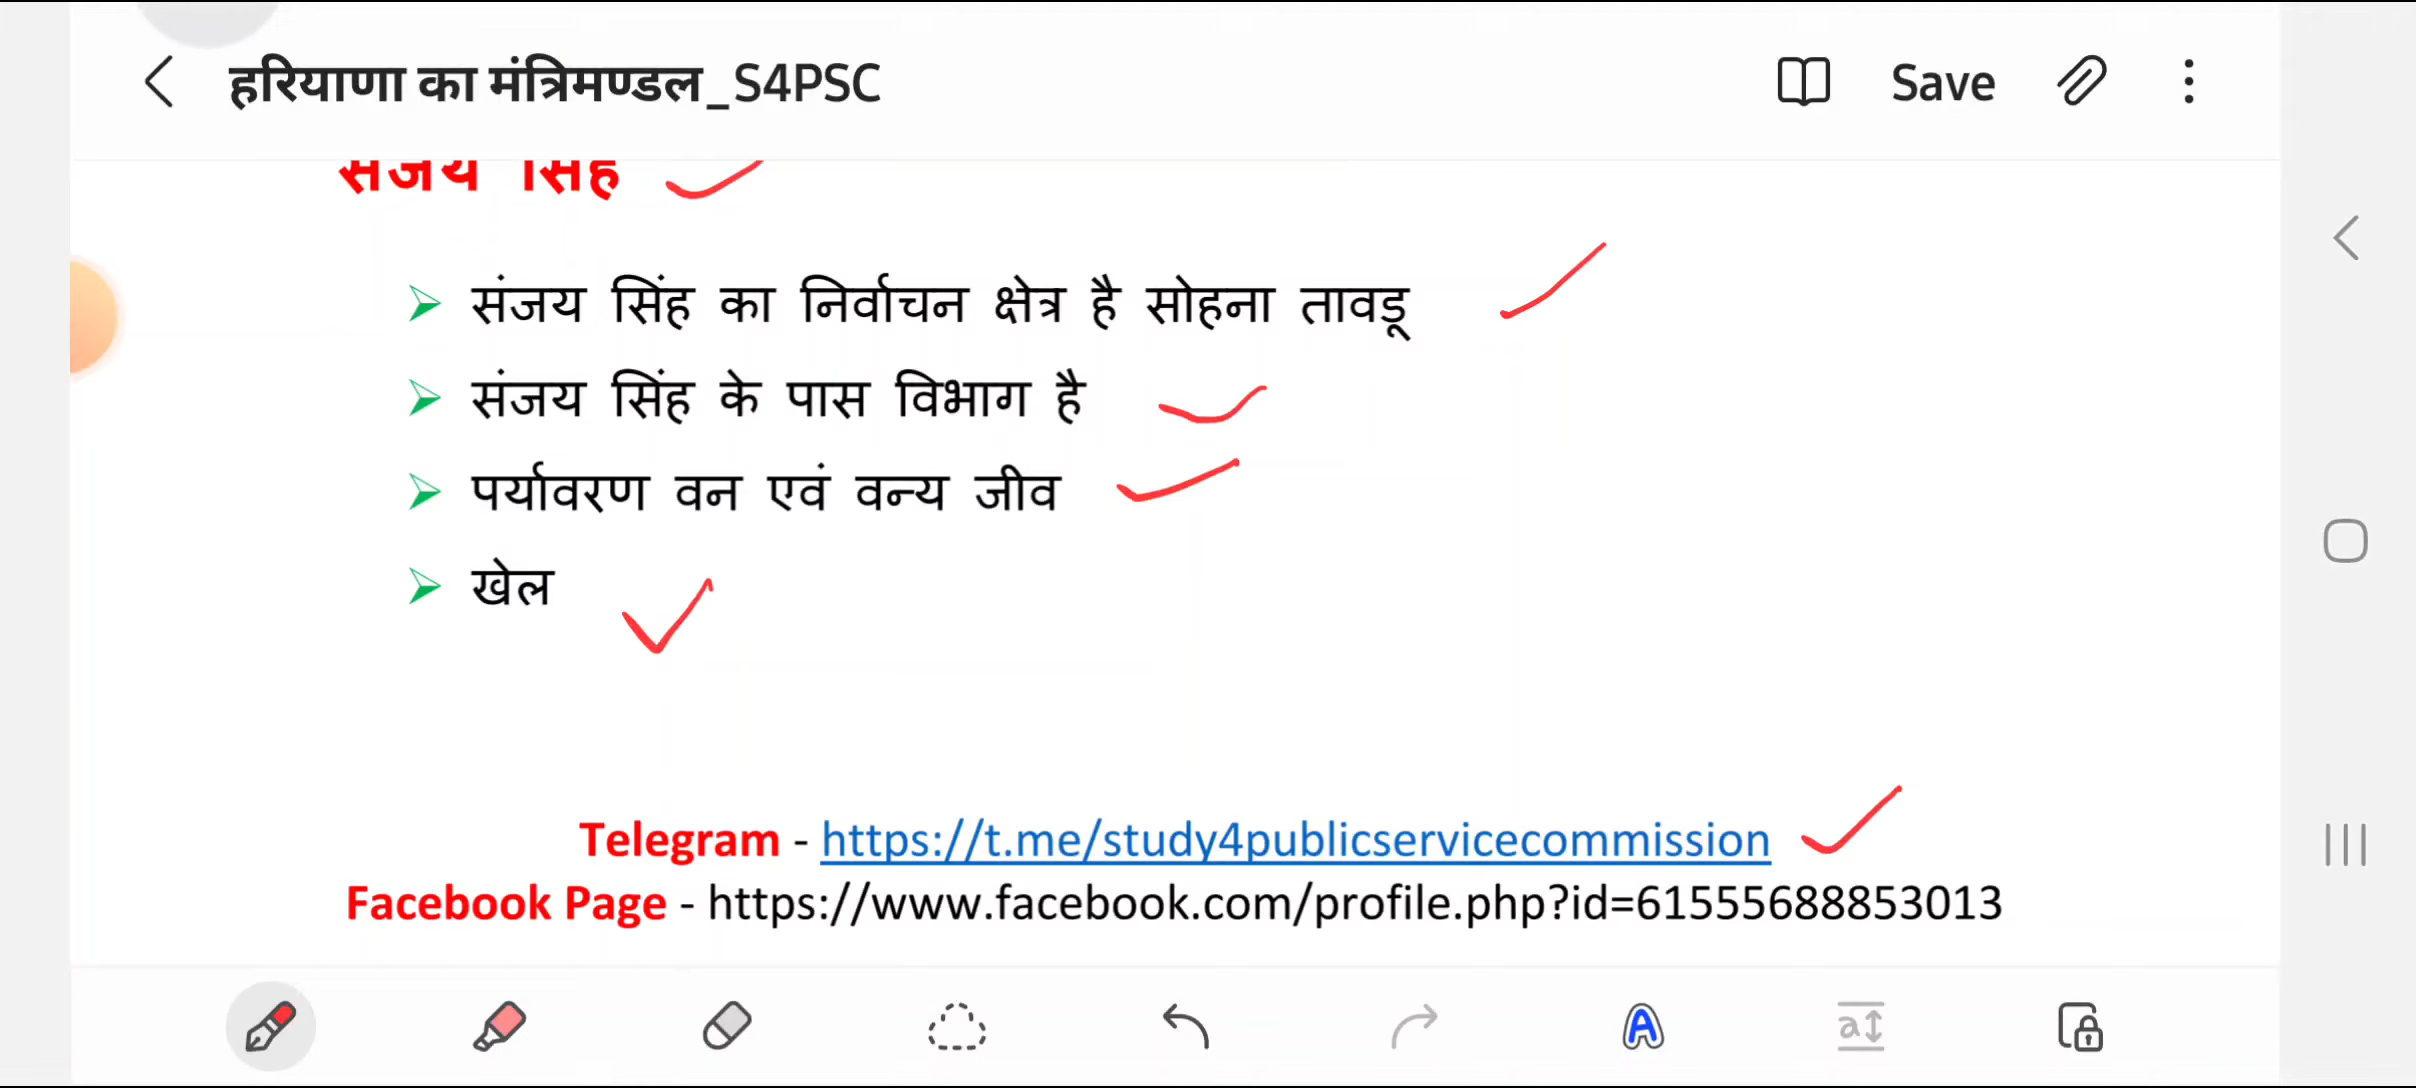 हरियाणा का मंत्रिमण्डल_S4PSC
Save
संजय सिंह
संजय सिंह का निर्वाचन क्षेत्र है सोहना तावडू
संजय सिंह के पास विभाग है
पर्यावरण वन एवं वन्य जीव
खेल
Telegram - https://t.me/study4publicservicecommission
Facebook Page - https://www.facebook.com/profile.php?id=61555688853013